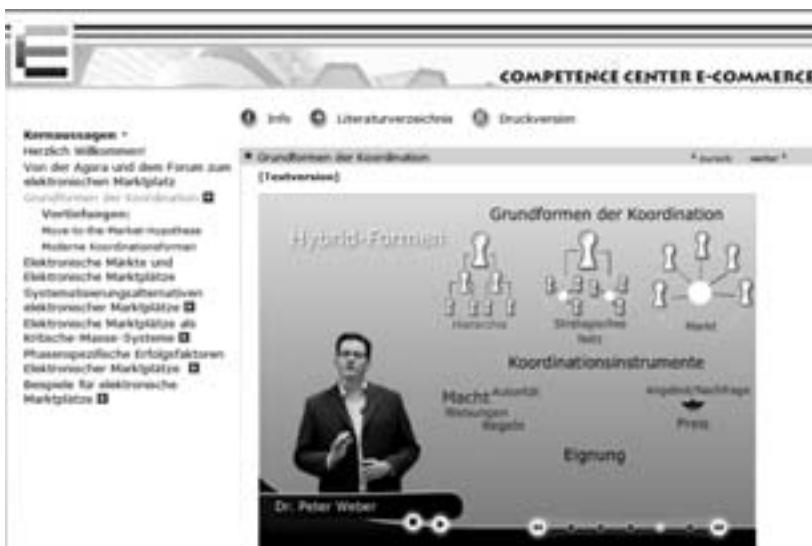 COMPETENCE CENTER E-COMMERCE
Info Literaturverzeichnis Druckversion
Kernaussagen
Herzlich Willkommen!
Von der Agora und dem Forum zum
elektronischen Marktplatz
Grundformen der Koordination
Vertiefungen:
Move-to-the-Market-Hypothese
Moderne Koordinationsformen
Elektronische Märkte und
Elektronische Marktplätze
Systematisierungsalternativen
elektronischer Marktplätze
Elektronische Marktplätze als
Kritische-Masse-Systeme
Phasenspezifische Erfolgsfaktoren
Elektronischer Marktplätze
Beispiele für elektronische
Marktplätze
Grundformen der Koordination
zurück weiter
[Textversion]
Grundformen der Koordination
Hybrid-Formen
Hierarchie
Strategisches
Netz
Markt
Koordinationsinstrumente
Macht Autorität
Weisungen
Regeln
Angebot/Nachfrage
Preis
Eignung
Dr. Peter Weber